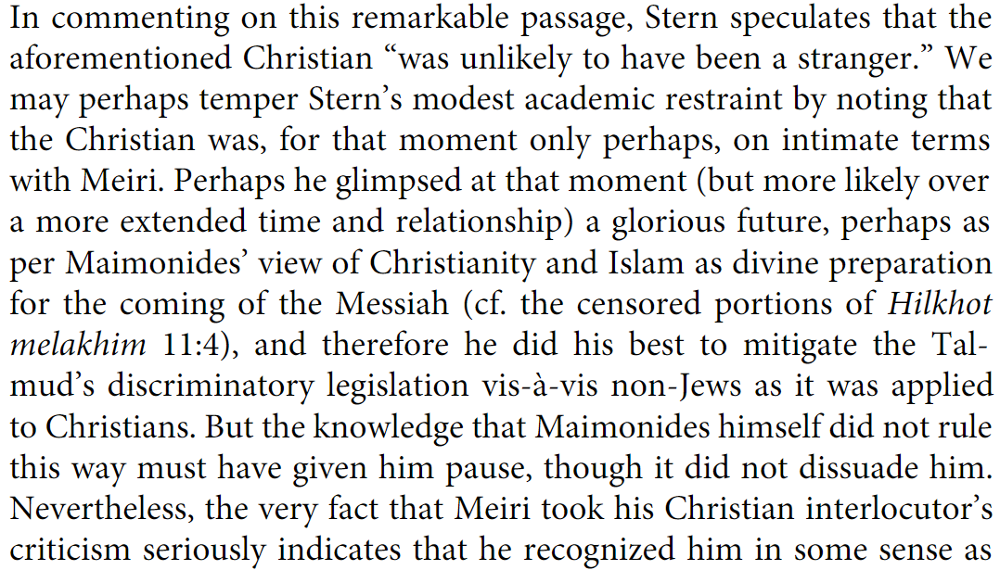 In commenting on this remarkable passage, Stern speculates that the
aforementioned Christian “was unlikely to have been a stranger.” We
may perhaps temper Stern’s modest academic restraint by noting that
the Christian was, for that moment only perhaps, on intimate terms
with Meiri. Perhaps he glimpsed at that moment (but more likely over
a more extended time and relationship) a glorious future, perhaps as
per Maimonides’ view of Christianity and Islam as divine preparation
for the coming of the Messiah (cf. the censored portions of Hilkhot
melakhim 11:4), and therefore he did his best to mitigate the Tal-
mud’s discriminatory legislation vis-à-vis non-Jews as it was applied
to Christians. But the knowledge that Maimonides himself did not rule
this way must have given him pause, though it did not dissuade him.
Nevertheless, the very fact that Meiri took his Christian interlocutor’s
criticism seriously indicates that he recognized him in some sense as